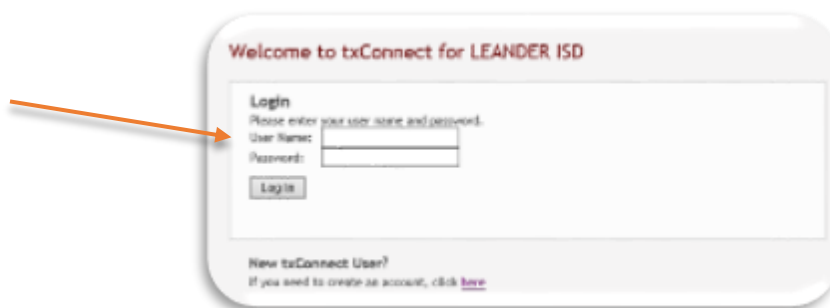 Welcome to txConnect for LEANDER ISD
Login
Please enter your user name and password.
User Name:
Password:
Log In
New txConnect User?
If you need to create an account, click here